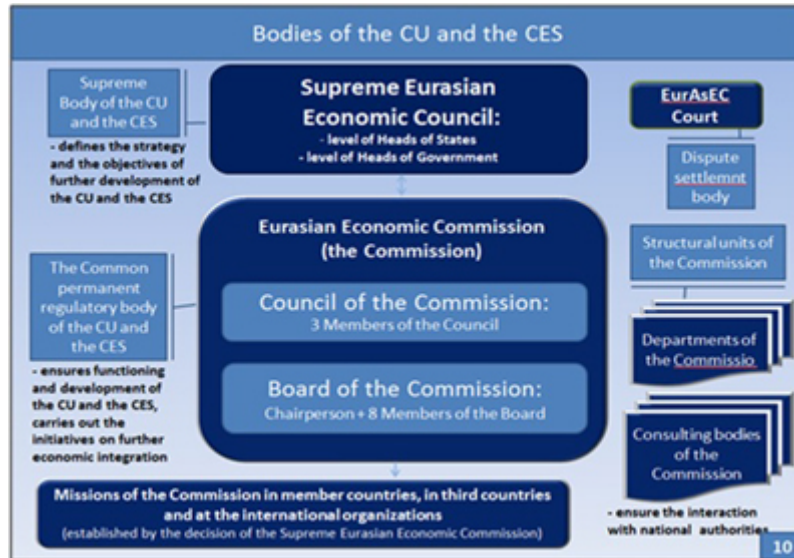 Bodies of the CU and the CES
Supreme
Body of the CU
and the CES
- defines the strategy
and the objectives of
further development of
the CU and the CES
Supreme Eurasian
Economic Council:
- level of Heads of States
- level of Heads of Government
EurAsEC
Court
Dispute
settlemnt
body
Eurasian Economic Commission
(the Commission)
Council of the Commission:
3 Members of the Council
Board of the Commission:
Chairperson + 8 Members of the Board
The Common
permanent
regulatory body
of the CU and
the CES
- ensures functioning
and development of
the CU and the CES,
carries out the
initiatives on further
economic integration
Structural units of
the Commission
Departments of
the Commissio
Consulting bodies
of the
Commission
- ensure the interaction
with national authorities
Missions of the Commission in member countries, in third countries
and at the international organizations
(established by the decision of the Supreme Eurasian Economic Commission)
10